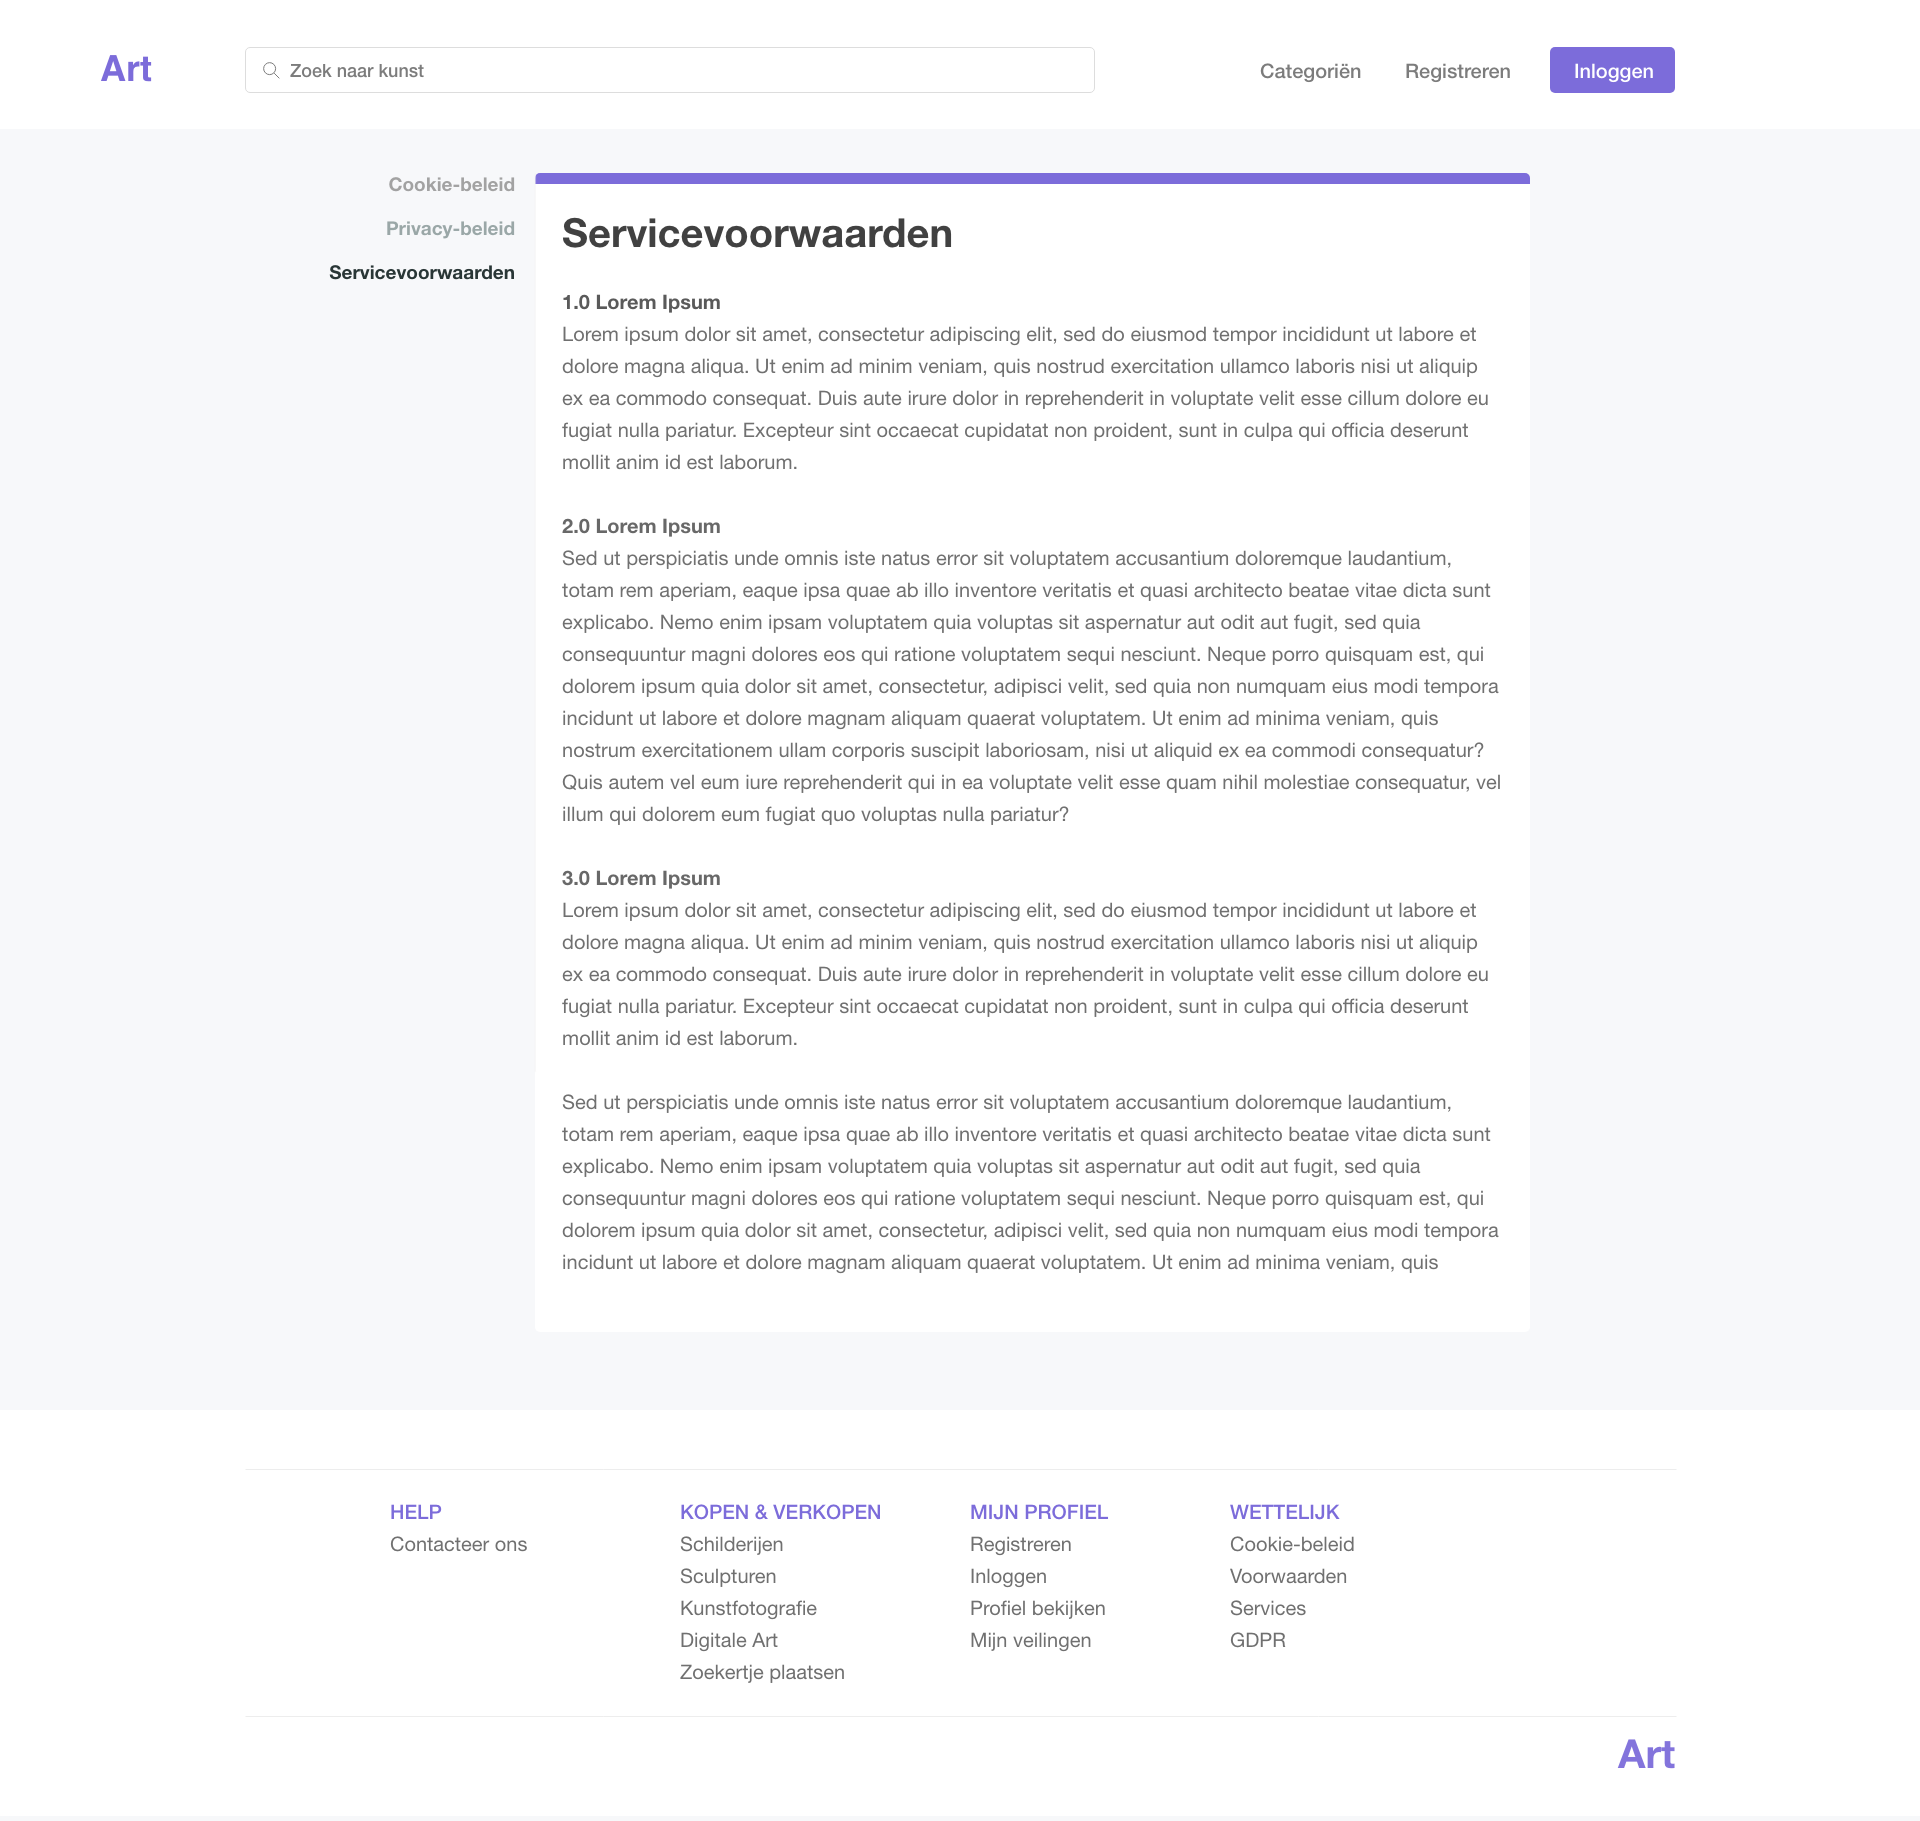 Art
Zoek naar kunst
Categoriën
Registreren
Inloggen
Cookie-beleid
Privacy-beleid
Servicevoorwaarden
Servicevoorwaarden
1.0 Lorem Ipsum
Lorem ipsum dolor sit amet, consectetur adipiscing elit, sed do eiusmod tempor incididunt ut labore et
dolore magna aliqua. Ut enim ad minim veniam, quis nostrud exercitation ullamco laboris nisi ut aliquip
ex ea commodo consequat. Duis aute irure dolor in reprehenderit in voluptate velit esse cillum dolore eu
fugiat nulla pariatur. Excepteur sint occaecat cupidatat non proident, sunt in culpa qui officia deserunt
mollit anim id est laborum.
2.0 Lorem Ipsum
Sed ut perspiciatis unde omnis iste natus error sit voluptatem accusantium doloremque laudantium,
totam rem aperiam, eaque ipsa quae ab illo inventore veritatis et quasi architecto beatae vitae dicta sunt
explicabo. Nemo enim ipsam voluptatem quia voluptas sit aspernatur aut odit aut fugit, sed quia
consequuntur magni dolores eos qui ratione voluptatem sequi nesciunt. Neque porro quisquam est, qui
dolorem ipsum quia dolor sit amet, consectetur, adipisci velit, sed quia non numquam eius modi tempora
incidunt ut labore et dolore magnam aliquam quaerat voluptatem. Ut enim ad minima veniam, quis
nostrum exercitationem ullam corporis suscipit laboriosam, nisi ut aliquid ex ea commodi consequatur?
Quis autem vel eum iure reprehenderit qui in ea voluptate velit esse quam nihil molestiae consequatur, vel
illum qui dolorem eum fugiat quo voluptas nulla pariatur?
3.0 Lorem Ipsum
Lorem ipsum dolor sit amet, consectetur adipiscing elit, sed do eiusmod tempor incididunt ut labore et
dolore magna aliqua. Ut enim ad minim veniam, quis nostrud exercitation ullamco laboris nisi ut aliquip
ex ea commodo consequat. Duis aute irure dolor in reprehenderit in voluptate velit esse cillum dolore eu
fugiat nulla pariatur. Excepteur sint occaecat cupidatat non proident, sunt in culpa qui officia deserunt
mollit anim id est laborum.
Sed ut perspiciatis unde omnis iste natus error sit voluptatem accusantium doloremque laudantium,
totam rem aperiam, eaque ipsa quae ab illo inventore veritatis et quasi architecto beatae vitae dicta sunt
explicabo. Nemo enim ipsam voluptatem quia voluptas sit aspernatur aut odit aut fugit, sed quia
consequuntur magni dolores eos qui ratione voluptatem sequi nesciunt. Neque porro quisquam est, qui
dolorem ipsum quia dolor sit amet, consectetur, adipisci velit, sed quia non numquam eius modi tempora
incidunt ut labore et dolore magnam aliquam quaerat voluptatem. Ut enim ad minima veniam, quis
HELP
Contacteer ons
KOPEN & VERKOPEN
Schilderijen
Sculpturen
Kunstfotografie
Digitale Art
Zoekertje plaatsen
MIJN PROFIEL
Registreren
Inloggen
Profiel bekijken
Mijn veilingen
WETTELIJK
Cookie-beleid
Voorwaarden
Services
GDPR
Art